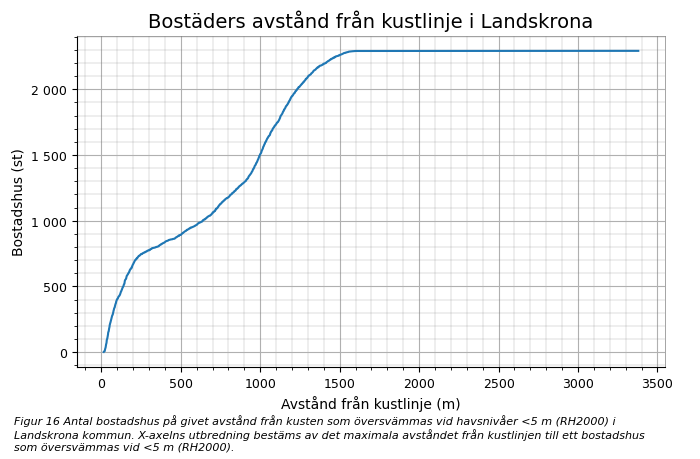 Bostäders avstånd från kustlinje i Landskrona
Bostadshus (st)
2 000
1 500
1 000
500
0
0 500 1000 1500 2000 2500 3000 3500
Avstånd från kustlinje (m)
Figur 16 Antal bostadshus på givet avstånd från kusten som översvämmas vid havsnivåer <5 m (RH2000) i
Landskrona kommun. X-axelns utbredning bestäms av det maximala avståndet från kustlinjen till ett bostadshus
som översvämmas vid <5 m (RH2000).